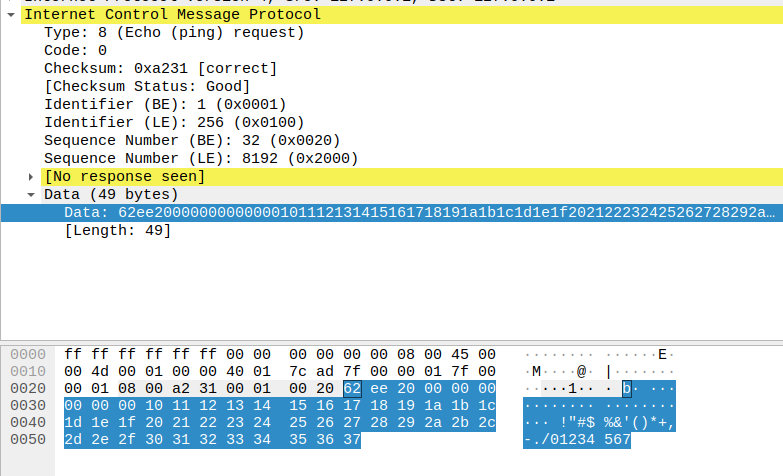 Internet Control Message Protocol
Type: 8 (Echo (ping) request)
Code: 0
Checksum: 0xa231 [correct]
[Checksum Status: Good]
Identifier (BE): 1 (0x0001)
Identifier (LE): 256 (0x0100)
Sequence Number (BE): 32 (0x0020)
Sequence Number (LE): 8192 (0x2000)
[No response seen]
Data (49 bytes)
Data: 62ee20000000000000101112131415161718191a1b1c1d1e1f202122232425262728292a…
[Length: 49]
0000 ff ff ff ff ff ff 00 00 00 00 00 00 08 00 45 00 ········ ······E·
0010 00 4d 00 01 00 00 40 01 7c ad 7f 00 00 01 7f 00 ·M····@· |·······
0020 00 01 08 00 a2 31 00 01 00 20 62 ee 20 00 00 00 ·····1·· · b· ···
0030 00 00 00 10 11 12 13 14 15 16 17 18 19 1a 1b 1c ········ ········
0040 1d 1e 1f 20 21 22 23 24 25 26 27 28 29 2a 2b 2c ··· !"#$ %&'()*+,
0050 2d 2e 2f 30 31 32 33 34 35 36 37 -./01234 567